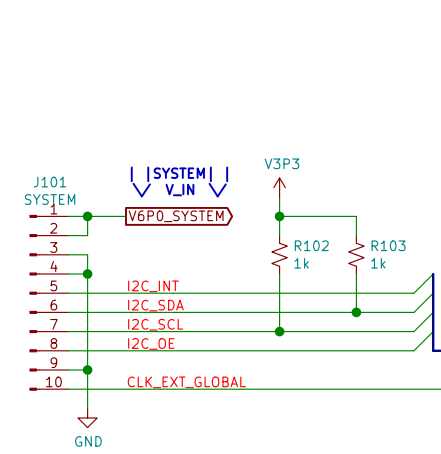 V3P3
SYSTEM
V_IN
J101
SYSTEM
V6P0_SYSTEM
1
2
3
4
5
6
7
8
9
10
I2C_INT
I2C_SDA
I2C_SCL
I2C_OE
CLK_EXT_GLOBAL
R102
1k
R103
1k
GND